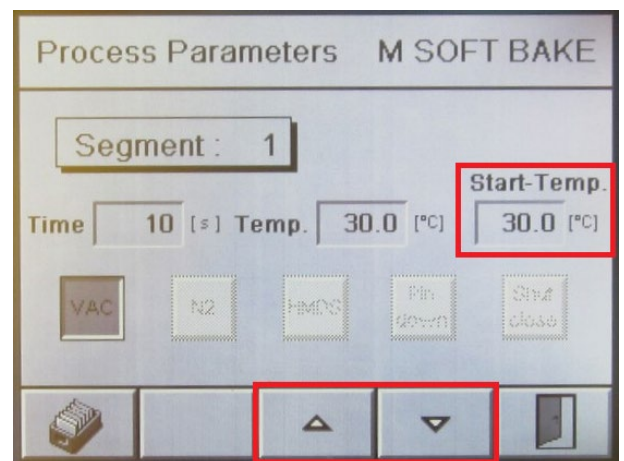 Process Parameters M SOFT BAKE
Segment : 1
Start-Temp.
Time 10 [s] Temp. 30.0 [°C] 30.0 [°C]
VAC N2 HMDS Pin down Shut close